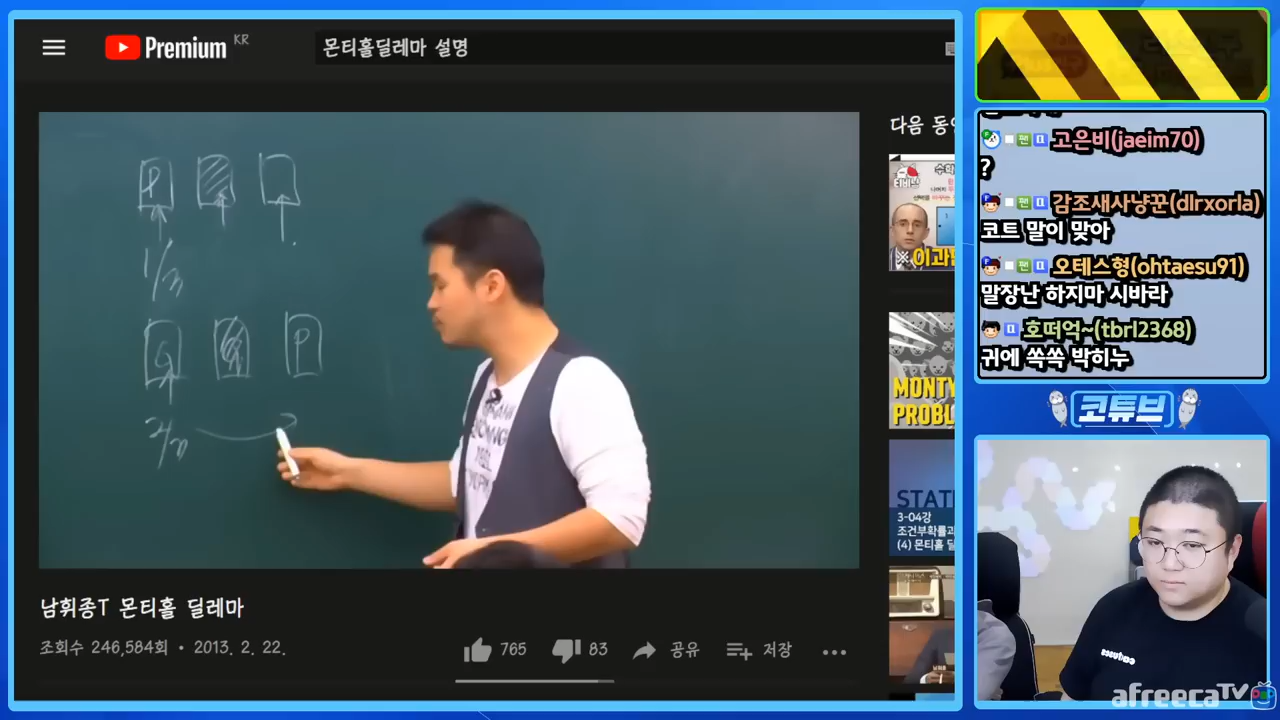 Premium KR
몬티홀딜레마 설명
P
1/3
G
P
2/3
남휘종T 몬티홀 딜레마
조회수 246,584회 • 2013. 2. 22.
765
83
공유
저장
다음 동
MONTY
PROBL
STATI
3-04강
조건부확률과
(4) 몬티홀 딜
고은비(jaeim70)
?
감조새사냥꾼(dlrxorla)
코트 말이 맞아
오테스형(ohtaesu91)
말장난 하지마 시바라
호떠억~(tbrl2368)
귀에 쏙쏙 박히누
코튜브
afreecaTV